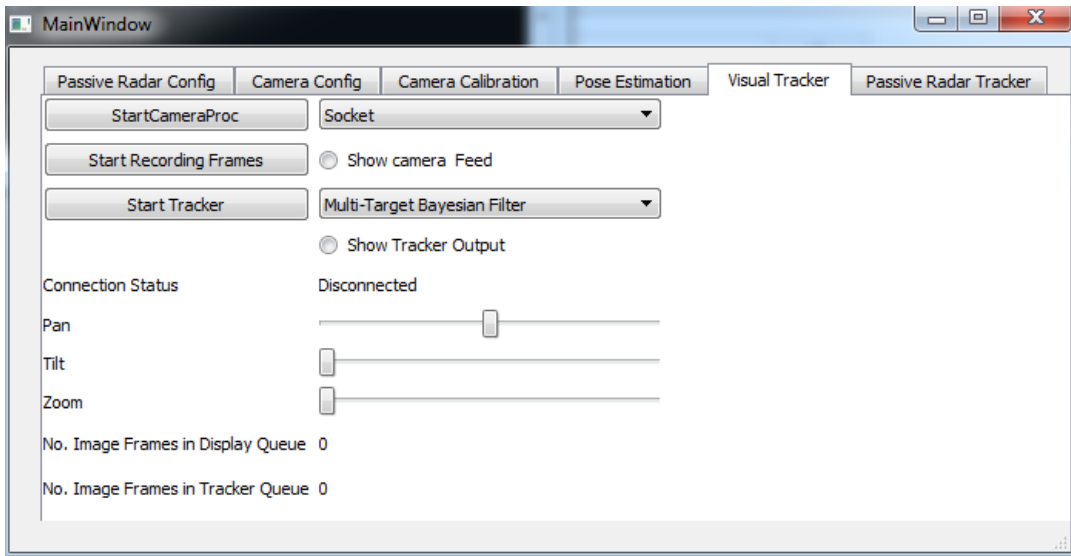 MainWindow
Passive Radar Config Camera Config Camera Calibration Pose Estimation Visual Tracker Passive Radar Tracker
StartCameraProc Socket
Start Recording Frames Show camera Feed
Start Tracker Multi-Target Bayesian Filter
Show Tracker Output
Connection Status Disconnected
Pan
Tilt
Zoom
No. Image Frames in Display Queue 0
No. Image Frames in Tracker Queue 0